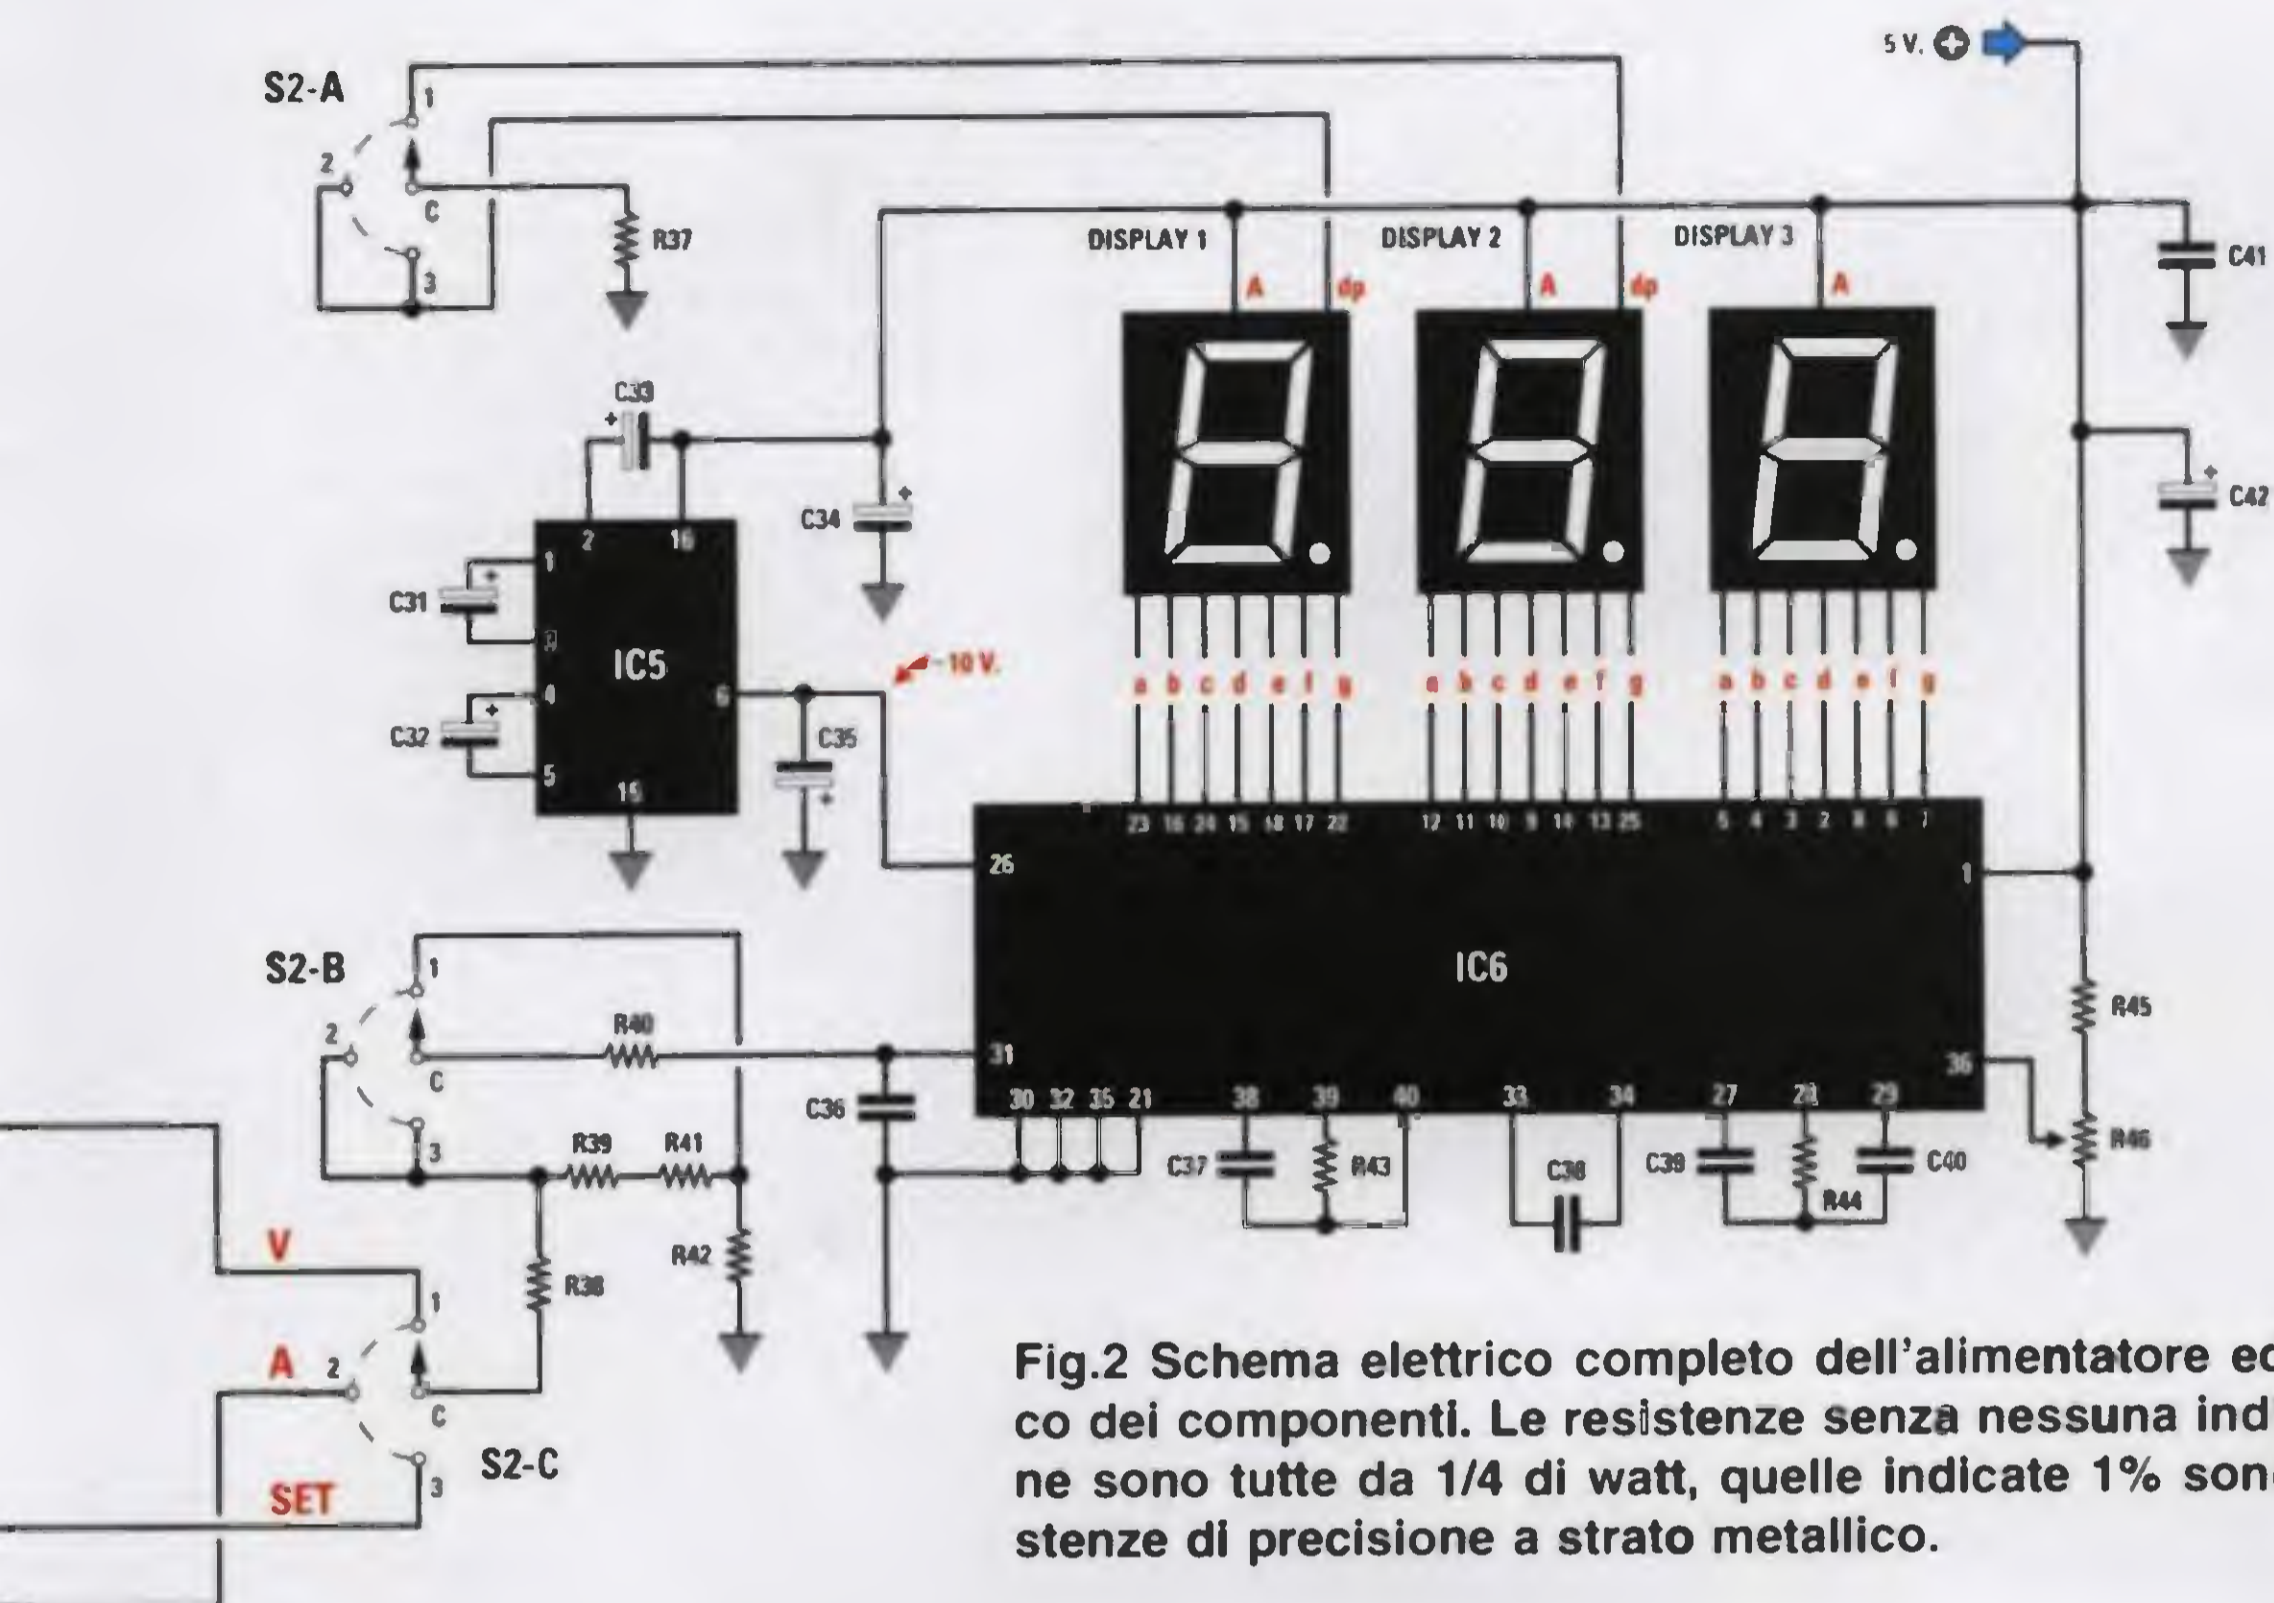 5 V.
S2-A
1
2
C
3
R37
DISPLAY 1
DISPLAY 2
DISPLAY 3
A
dp
A
dp
A
C41
C33
+
2
16
C34
+
C42
+
1
C31
+
3
IC5
4
C32
+
5
6
15
-10 V.
C35
+
a b c d e f g
a b c d e f g
a b c d e f g
23 16 24 15 18 17 22
12 11 10 9 14 13 25
5 4 3 2 8 6 7
26
1
IC6
S2-B
1
2
C
3
R40
31
36
R45
R46
C36
30 32 35 21
38 39 40
33 34
27 28 29
C37
R43
C38
C39
R44
C40
R39
R41
R42
R38
V
1
A
2
C
S2-C
SET
3
Fig.2 Schema elettrico completo dell'alimentatore ed
co dei componenti. Le resistenze senza nessuna indi
ne sono tutte da 1/4 di watt, quelle indicate 1% son
stenze di precisione a strato metallico.